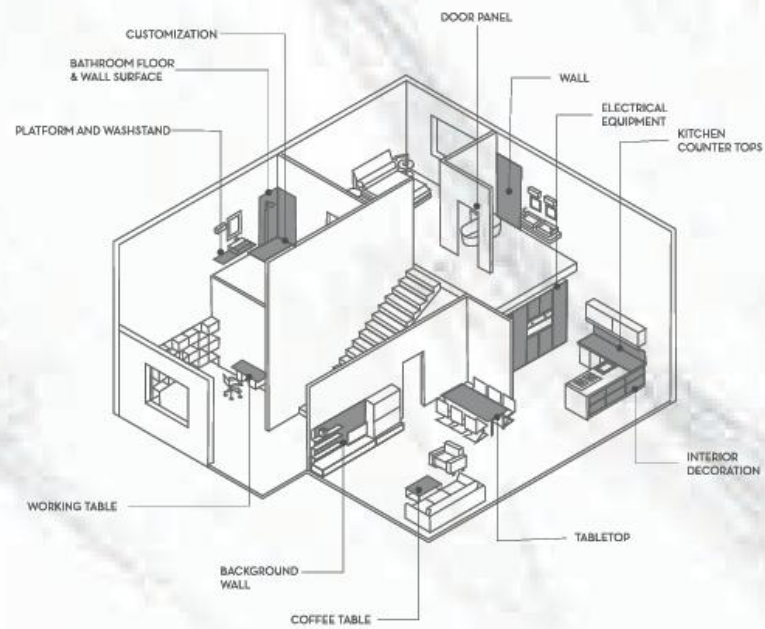 DOOR PANEL
CUSTOMIZATION
BATHROOM FLOOR
& WALL SURFACE
WALL
ELECTRICAL
EQUIPMENT
PLATFORM AND WASHSTAND
KITCHEN
COUNTER TOPS
INTERIOR
DECORATION
WORKING TABLE
TABLETOP
BACKGROUND
WALL
COFFEE TABLE